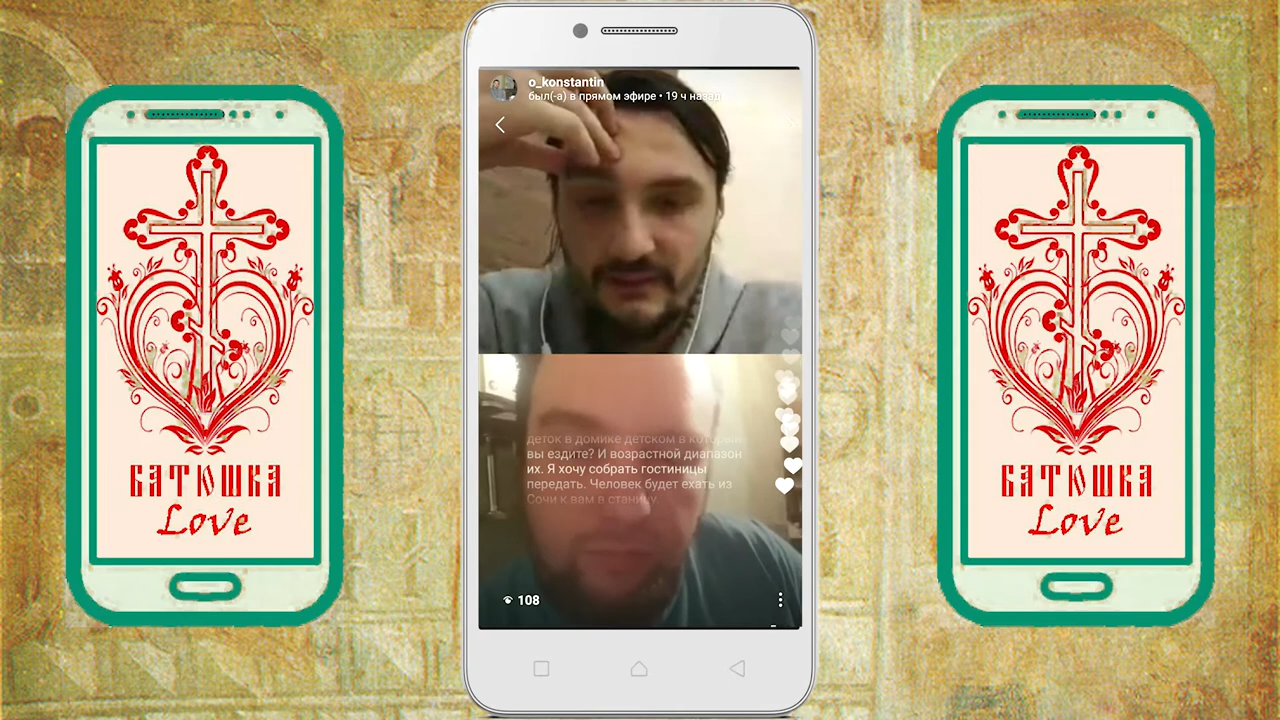 o_konstantin
был(-а) в прямом эфире • 19 ч назад
деток в домике детском в который
вы ездите? И возрастной диапазон
их. Я хочу собрать гостиницы
передать. Человек будет ехать из
Сочи к вам в станицу
108
БАТЮШКА
Love
БАТЮШКА
Love